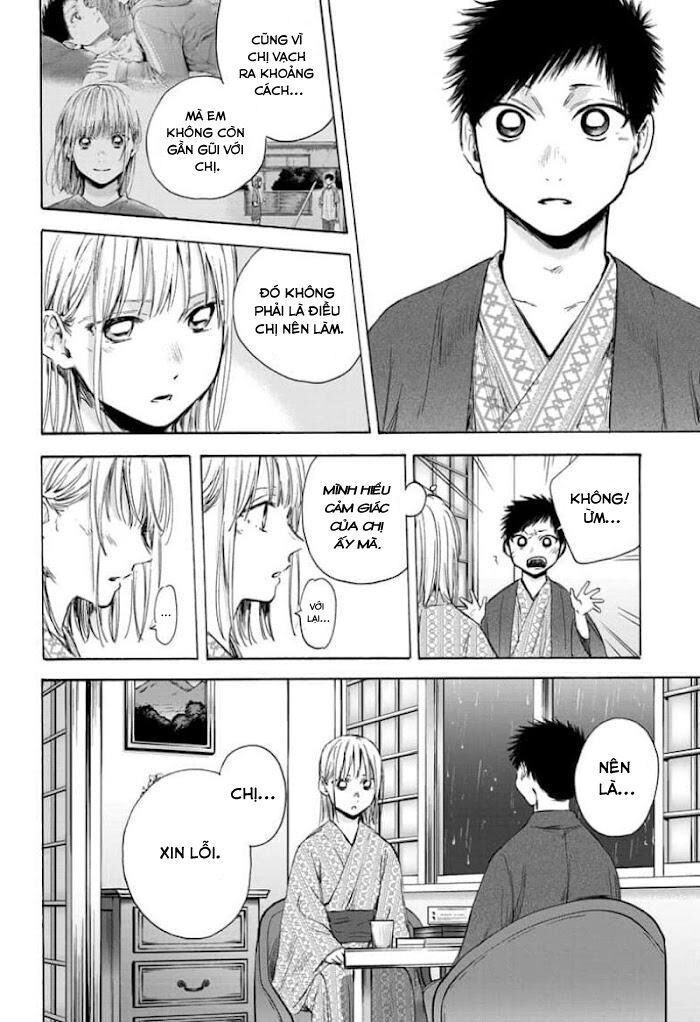 CŨNG VÌ
CHỊ VẠCH
RA KHOẢNG
CÁCH...
MÀ EM
KHÔNG CÒN
GẦN GŨI VỚI
CHỊ.
ĐÓ KHÔNG
PHẢI LÀ ĐIỀU
CHỊ NÊN LÀM.
KHÔNG!
ỪM...
MÌNH HIỂU
CẢM GIÁC
CỦA CHỊ
ẤY MÀ.
VỚI
LẠI...
...
NÊN
LÀ...
CHỊ...
XIN LỖI.